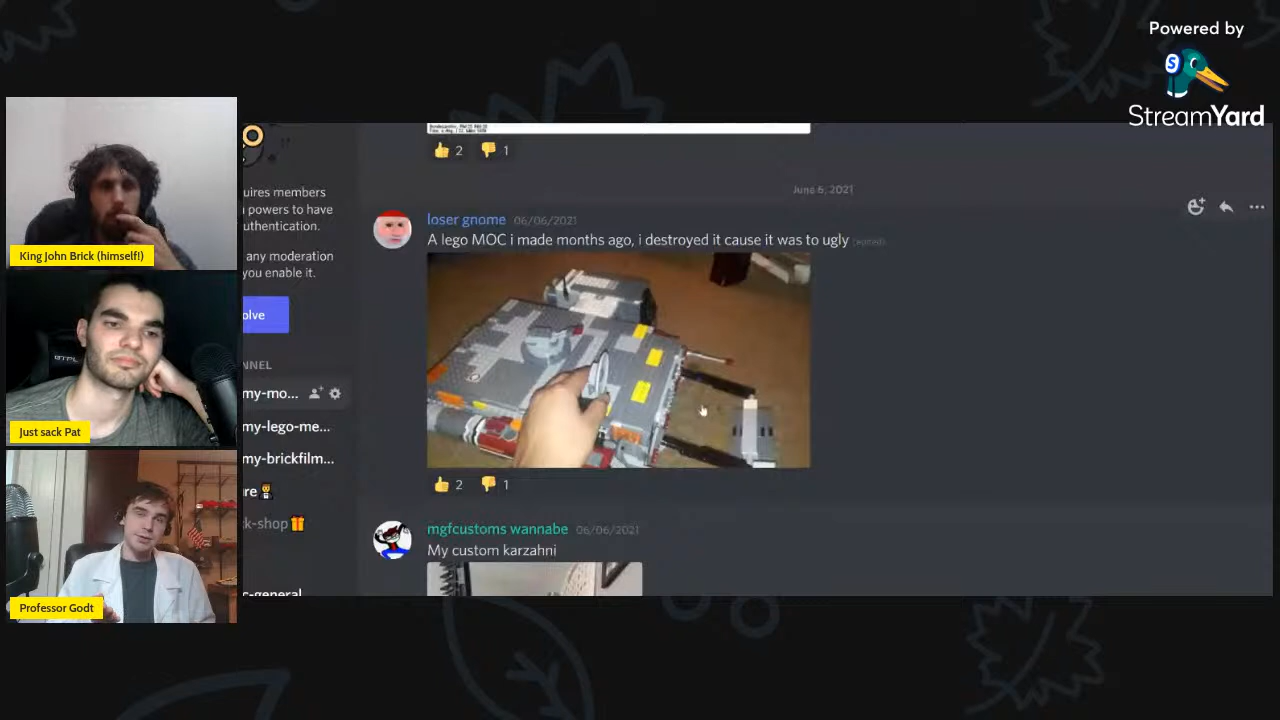 Powered by
StreamYard
King John Brick (himself!)
Just sack Pat
Professor Godt
uires members
powers to have
uthentication.
any moderation
you enable it.
olve
NNEL
my-mo...
my-lego-me...
my-brickfilm...
re
k-shop
c-general
2
1
June 6, 2021
loser gnome 06/06/2021
A lego MOC i made months ago, i destroyed it cause it was to ugly (edited)
2
1
mgfcustoms wannabe 06/06/2021
My custom karzahni